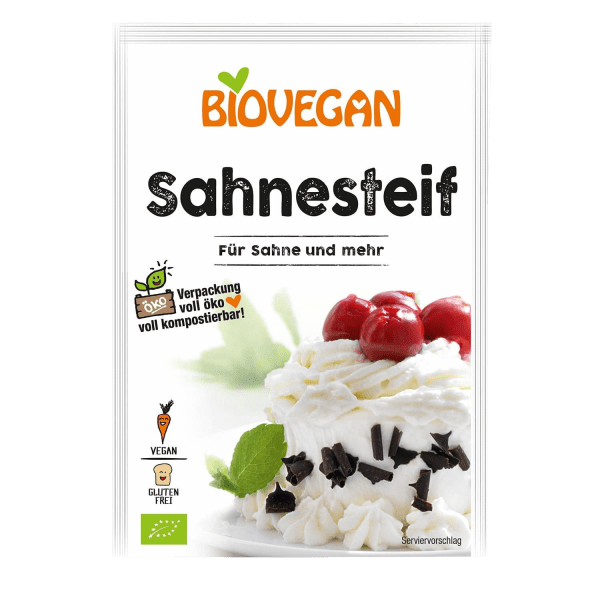 BIOVEGAN
Sahnesteif
Für Sahne und mehr
ÖKO
Verpackung
voll öko
voll kompostierbar!
VEGAN
GLUTEN
FREI
Serviervorschlag